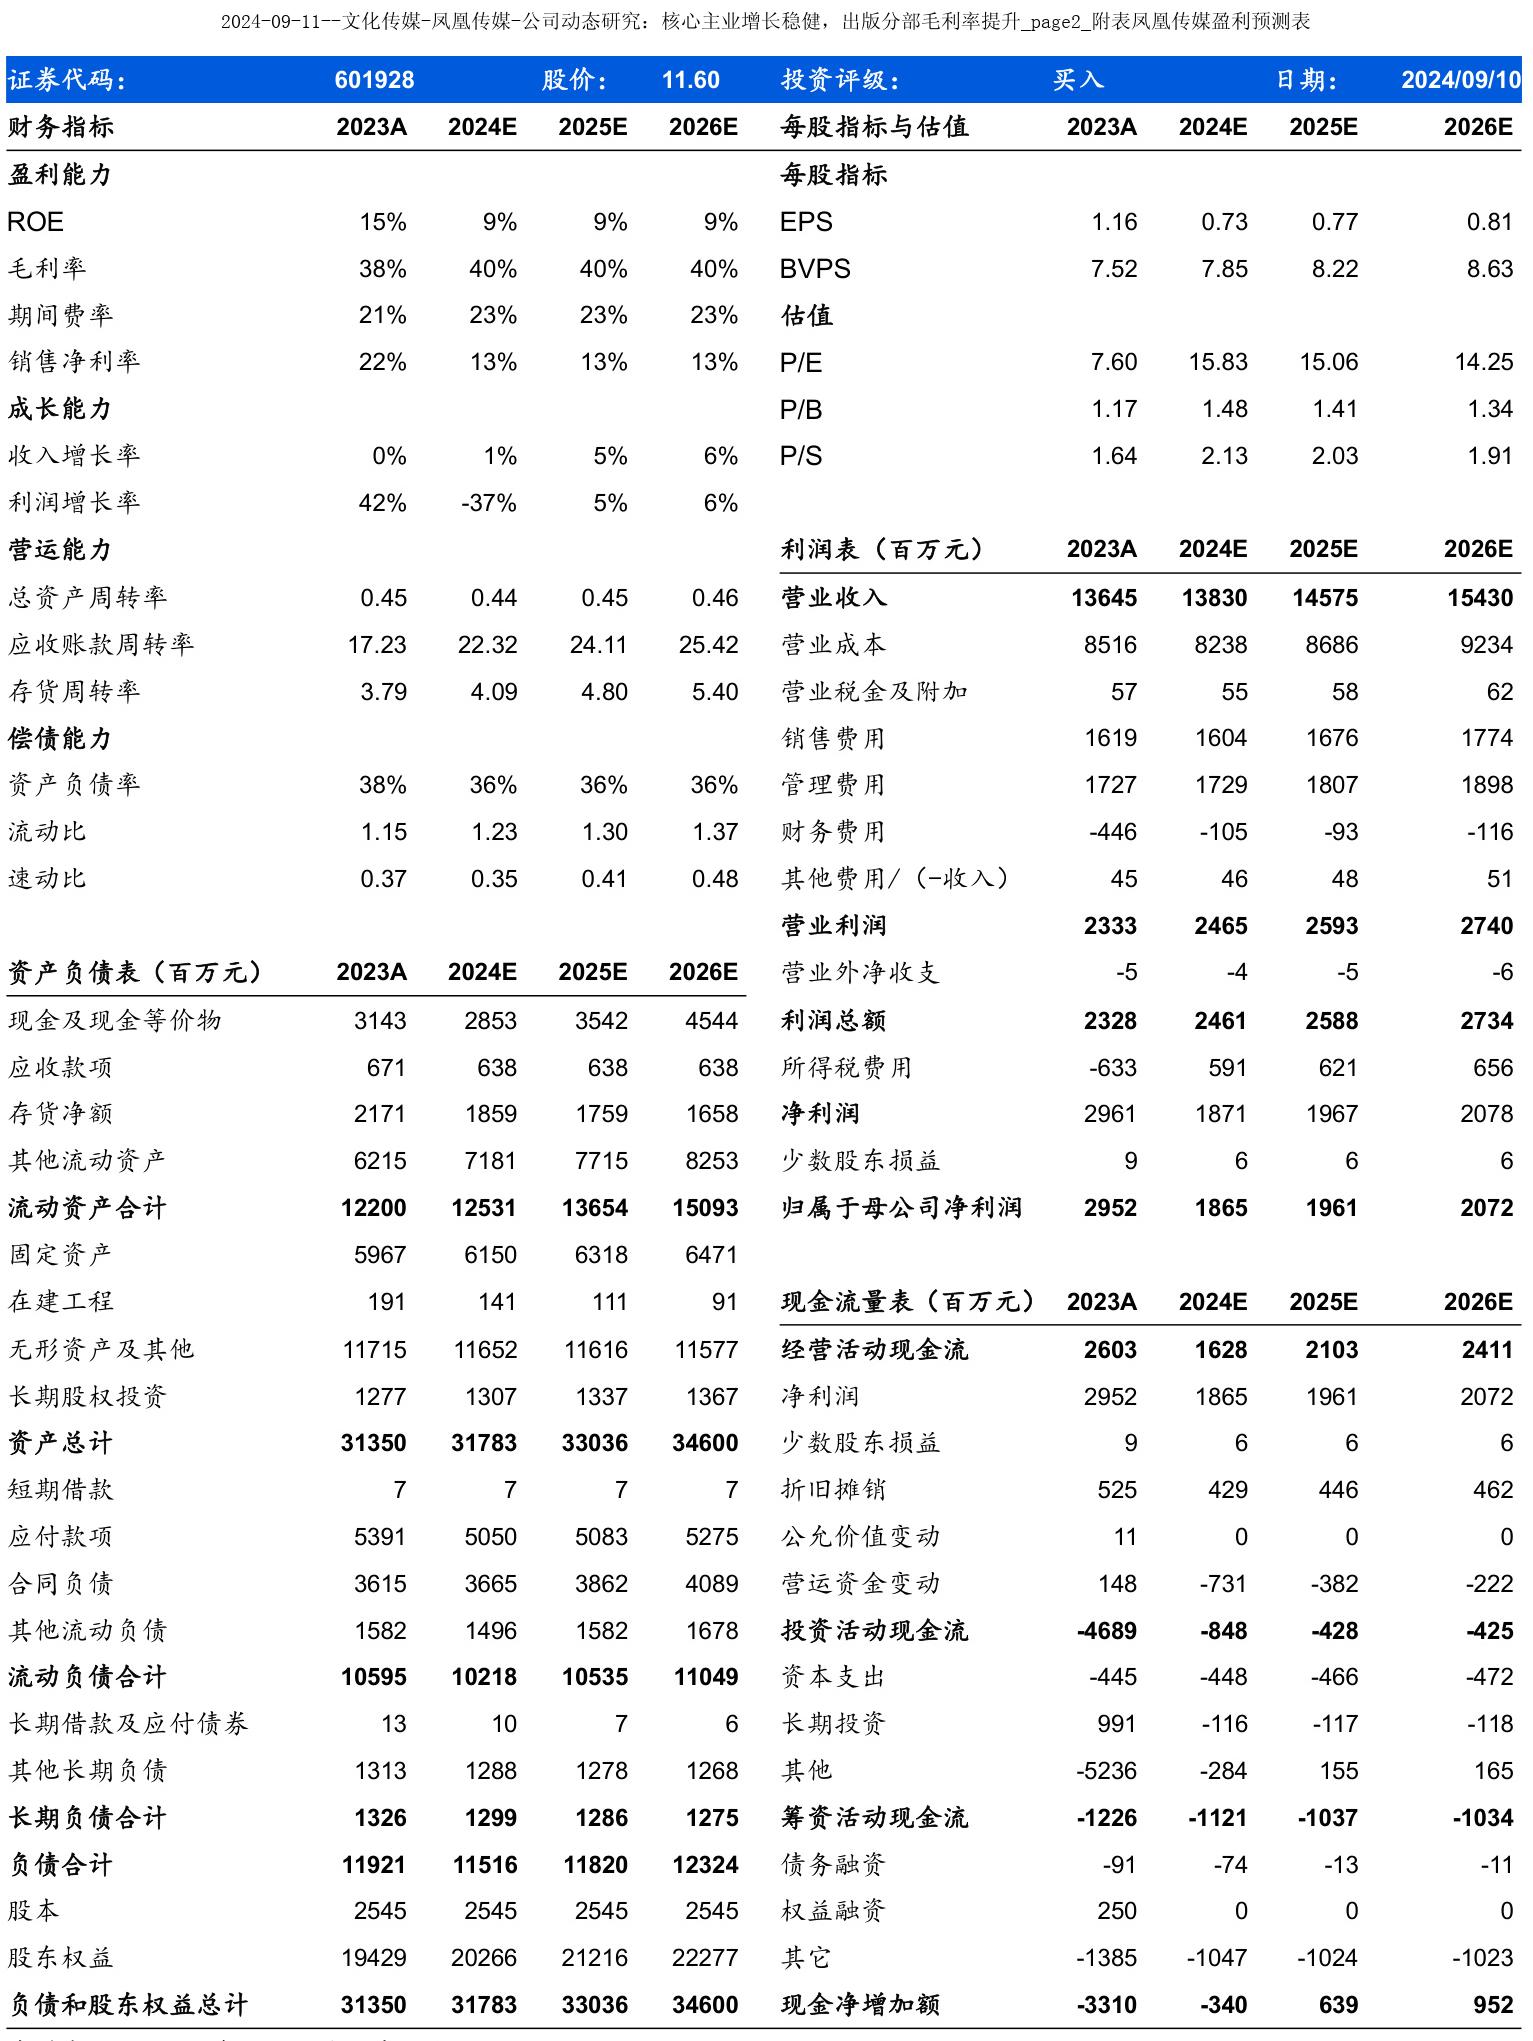 2024-09-11--文化传媒-凤凰传媒-公司动态研究：核心主业增长稳健，出版分部毛利率提升_page2_附表凤凰传媒盈利预测表
证券代码： 601928 股价： 11.60 投资评级： 买入 日期： 2024/09/10
财务指标 2023A 2024E 2025E 2026E 每股指标与估值 2023A 2024E 2025E 2026E
盈利能力 每股指标
ROE 15% 9% 9% 9% EPS 1.16 0.73 0.77 0.81
毛利率 38% 40% 40% 40% BVPS 7.52 7.85 8.22 8.63
期间费率 21% 23% 23% 23% 估值
销售净利率 22% 13% 13% 13% P/E 7.60 15.83 15.06 14.25
成长能力 P/B 1.17 1.48 1.41 1.34
收入增长率 0% 1% 5% 6% P/S 1.64 2.13 2.03 1.91
利润增长率 42% -37% 5% 6%
营运能力 利润表（百万元） 2023A 2024E 2025E 2026E
总资产周转率 0.45 0.44 0.45 0.46 营业收入 13645 13830 14575 15430
应收账款周转率 17.23 22.32 24.11 25.42 营业成本 8516 8238 8686 9234
存货周转率 3.79 4.09 4.80 5.40 营业税金及附加 57 55 58 62
偿债能力 销售费用 1619 1604 1676 1774
资产负债率 38% 36% 36% 36% 管理费用 1727 1729 1807 1898
流动比 1.15 1.23 1.30 1.37 财务费用 -446 -105 -93 -116
速动比 0.37 0.35 0.41 0.48 其他费用/（-收入） 45 46 48 51
营业利润 2333 2465 2593 2740
资产负债表（百万元） 2023A 2024E 2025E 2026E 营业外净收支 -5 -4 -5 -6
现金及现金等价物 3143 2853 3542 4544 利润总额 2328 2461 2588 2734
应收款项 671 638 638 638 所得税费用 -633 591 621 656
存货净额 2171 1859 1759 1658 净利润 2961 1871 1967 2078
其他流动资产 6215 7181 7715 8253 少数股东损益 9 6 6 6
流动资产合计 12200 12531 13654 15093 归属于母公司净利润 2952 1865 1961 2072
固定资产 5967 6150 6318 6471
在建工程 191 141 111 91 现金流量表（百万元） 2023A 2024E 2025E 2026E
无形资产及其他 11715 11652 11616 11577 经营活动现金流 2603 1628 2103 2411
长期股权投资 1277 1307 1337 1367 净利润 2952 1865 1961 2072
资产总计 31350 31783 33036 34600 少数股东损益 9 6 6 6
短期借款 7 7 7 7 折旧摊销 525 429 446 462
应付款项 5391 5050 5083 5275 公允价值变动 11 0 0 0
合同负债 3615 3665 3862 4089 营运资金变动 148 -731 -382 -222
其他流动负债 1582 1496 1582 1678 投资活动现金流 -4689 -848 -428 -425
流动负债合计 10595 10218 10535 11049 资本支出 -445 -448 -466 -472
长期借款及应付债券 13 10 7 6 长期投资 991 -116 -117 -118
其他长期负债 1313 1288 1278 1268 其他 -5236 -284 155 165
长期负债合计 1326 1299 1286 1275 筹资活动现金流 -1226 -1121 -1037 -1034
负债合计 11921 11516 11820 12324 债务融资 -91 -74 -13 -11
股本 2545 2545 2545 2545 权益融资 250 0 0 0
股东权益 19429 20266 21216 22277 其它 -1385 -1047 -1024 -1023
负债和股东权益总计 31350 31783 33036 34600 现金净增加额 -3310 -340 639 952